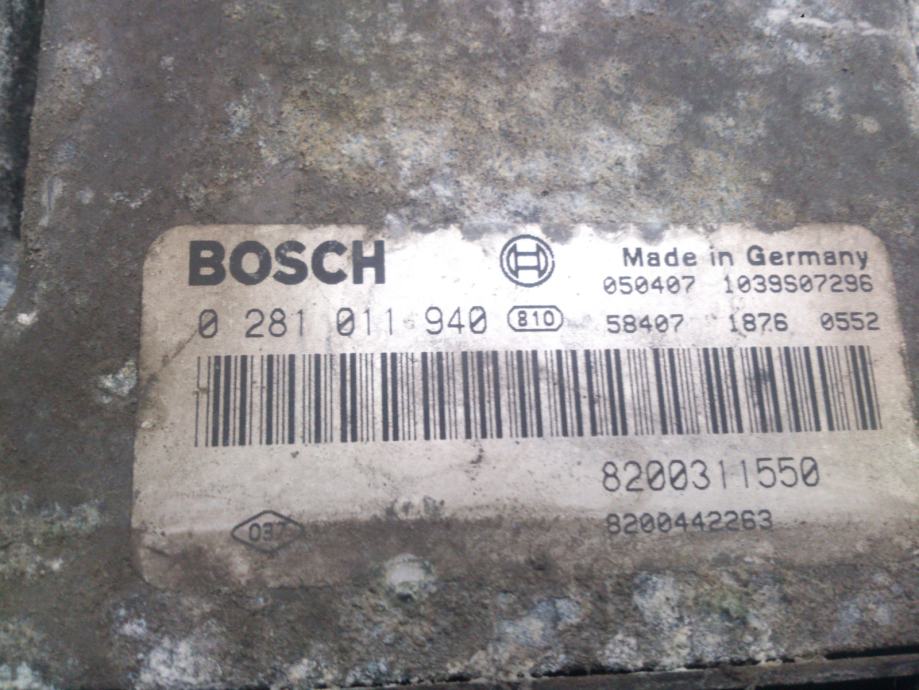 BOSCH
Made in Germany
050407 1039S07296
0 281 011 940 810
58407 1876 0552
8200311550
037
8200442263